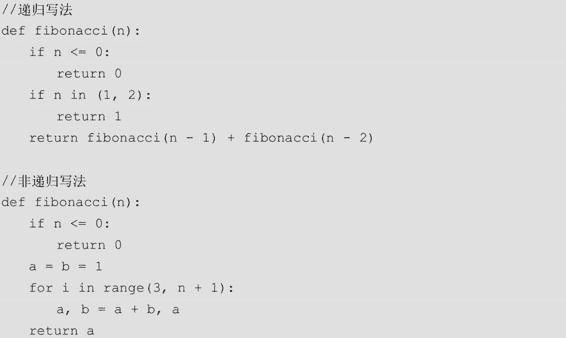 //递归写法
def fibonacci(n):
    if n <= 0:
        return 0
    if n in (1, 2):
        return 1
    return fibonacci(n - 1) + fibonacci(n - 2)

//非递归写法
def fibonacci(n):
    if n <= 0:
        return 0
    a = b = 1
    for i in range(3, n + 1):
        a, b = a + b, a
    return a